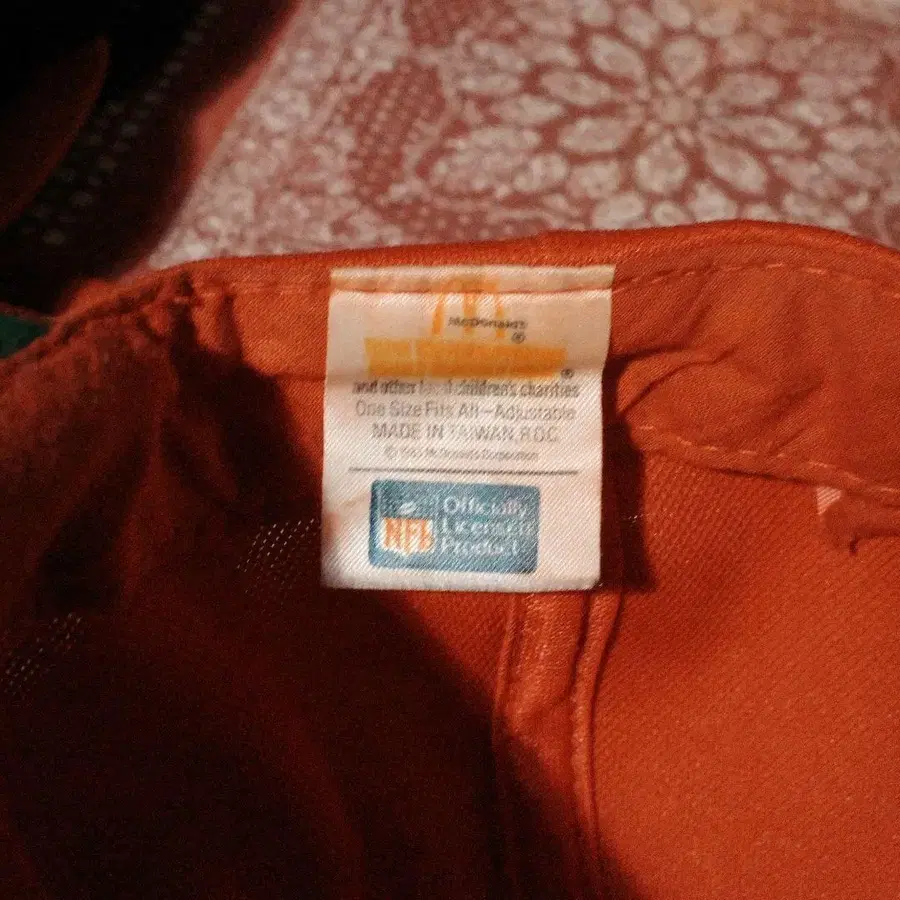 McDonald's
®
®
and other local children's charities
One Size Fits All—Adjustable
MADE IN TAIWAN, R.O.C.
© McDonald's Corporation
NFL
Officially
Licensed
Product